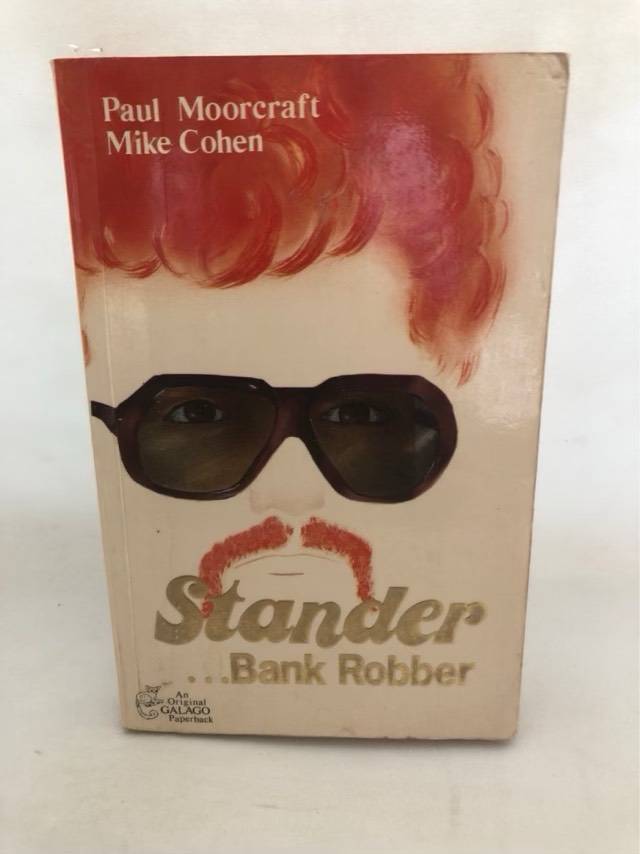 Paul Moorcraft
Mike Cohen
Stander
...Bank Robber
An
Original
GALAGO
Paperback